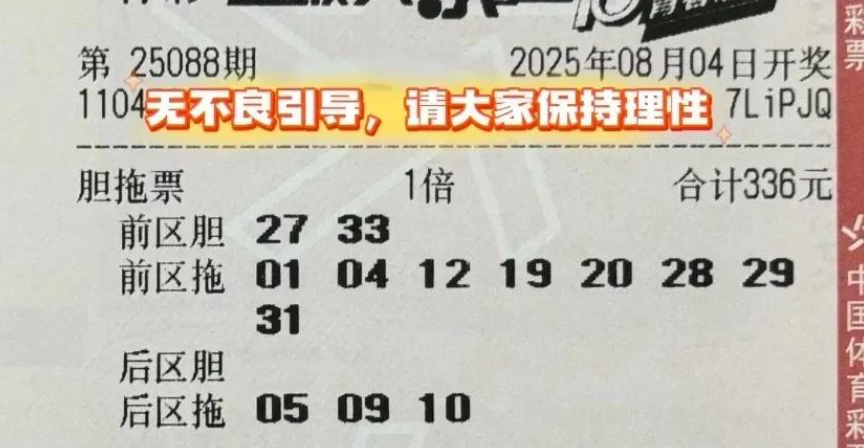 第 25088期 2025年08月04日开奖
1104 7LiPJQ
无不良引导，请大家保持理性
胆拖票 1倍 合计336元
前区胆 27 33
前区拖 01 04 12 19 20 28 29
31
后区胆
后区拖 05 09 10
彩票
中国体育彩